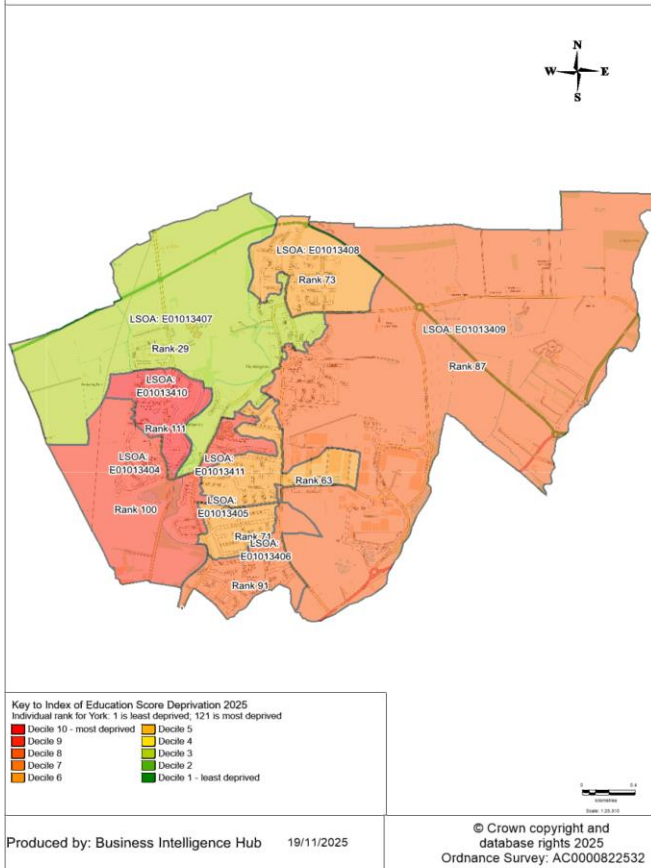 N
W E
S
LSOA: E01013408
Rank 73
LSOA: E01013407
Rank 29
LSOA: E01013409
Rank 87
LSOA:
E01013410
Rank 111
LSOA:
E01013404
Rank 100
LSOA:
E01013411
Rank 63
LSOA:
E01013405
Rank 71
LSOA:
E01013406
Rank 91
Key to Index of Education Score Deprivation 2025
Individual rank for York: 1 is least deprived; 121 is most deprived
Decile 10 - most deprived
Decile 9
Decile 8
Decile 7
Decile 6
Decile 5
Decile 4
Decile 3
Decile 2
Decile 1 - least deprived
0 0.4
kilometres
Produced by: Business Intelligence Hub 19/11/2025
© Crown copyright and
database rights 2025
Ordnance Survey: AC0000822532